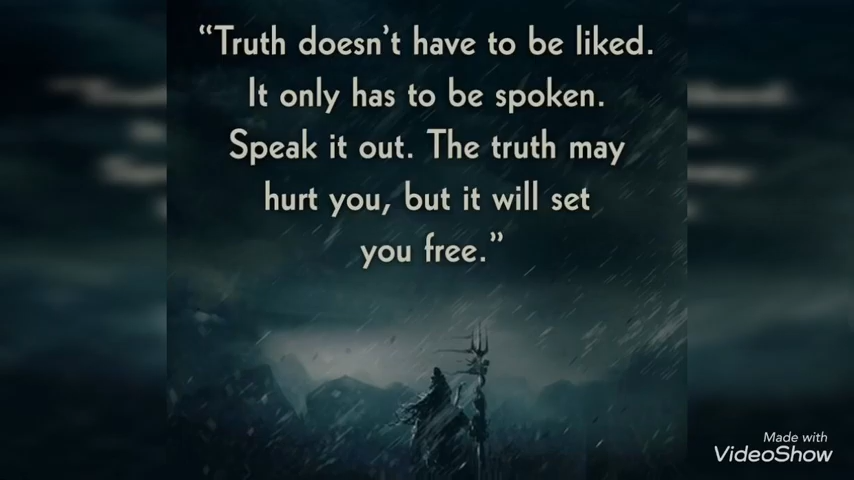 “Truth doesn’t have to be liked.
It only has to be spoken.
Speak it out. The truth may
hurt you, but it will set
you free.”
Made with
VideoShow